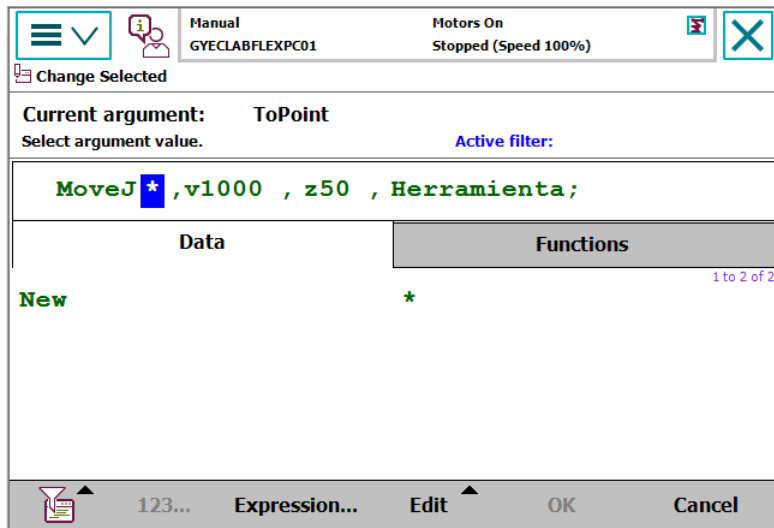 Manual Motors On
GYECLABFLEXPC01 Stopped (Speed 100%)
Change Selected
Current argument: ToPoint
Select argument value. Active filter:
MoveJ * ,v1000 , z50 , Herramienta;
Data Functions
1 to 2 of 2
New *
123... Expression... Edit OK Cancel